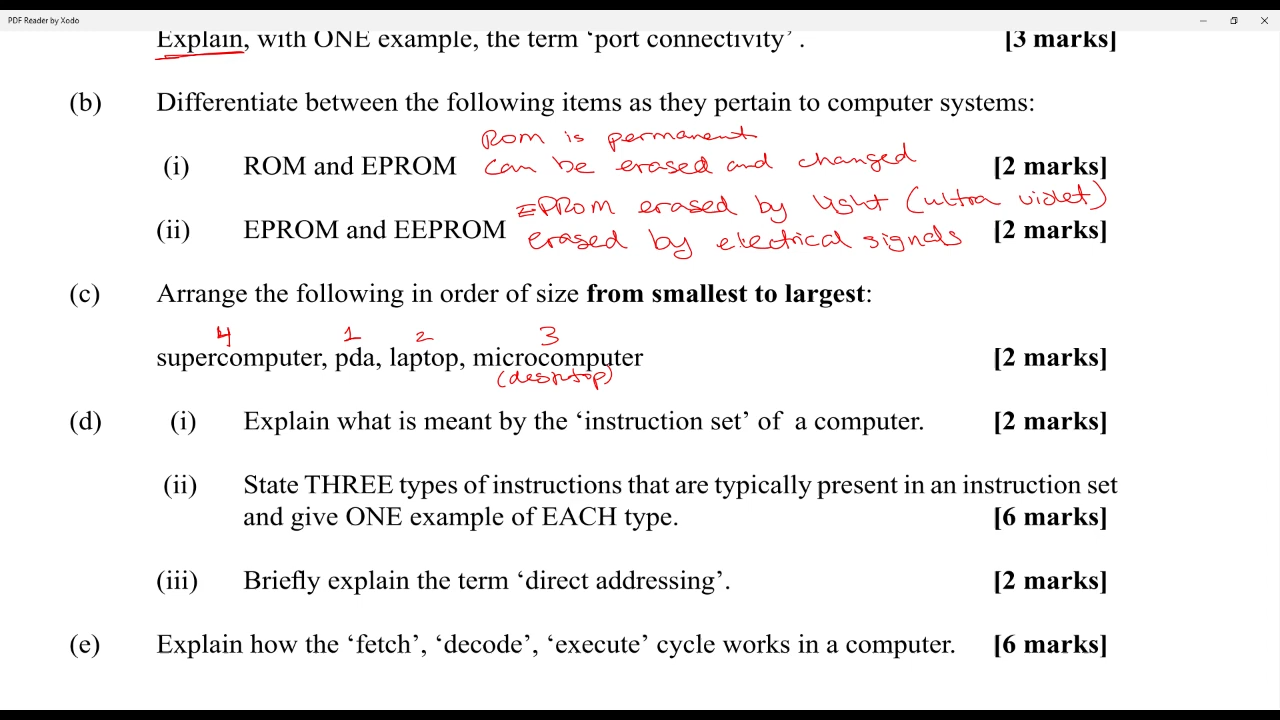 PDF Reader by Xodo
Explain, with ONE example, the term ‘port connectivity’ . [3 marks]
(b) Differentiate between the following items as they pertain to computer systems:
Rom is permanent
(i) ROM and EPROM can be erased and changed [2 marks]
EPRom erased by light (ultra violet)
(ii) EPROM and EEPROM erased by electrical signals [2 marks]
(c) Arrange the following in order of size from smallest to largest:
4 1 2 3
supercomputer, pda, laptop, microcomputer [2 marks]
(desktop)
(d) (i) Explain what is meant by the ‘instruction set’ of a computer. [2 marks]
(ii) State THREE types of instructions that are typically present in an instruction set
and give ONE example of EACH type. [6 marks]
(iii) Briefly explain the term ‘direct addressing’. [2 marks]
(e) Explain how the ‘fetch’, ‘decode’, ‘execute’ cycle works in a computer. [6 marks]